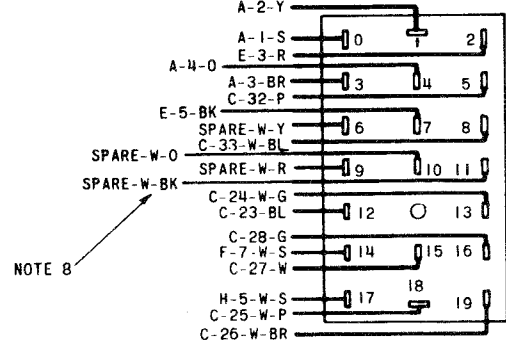 A-2-Y
A-1-S 0 1 2
E-3-R
A-4-O
A-3-BR 3 4 5
C-32-P
E-5-BK
SPARE-W-Y 6 7 8
C-33-W-BL
SPARE-W-O
SPARE-W-R 9 10 11
SPARE-W-BK
C-24-W-G
C-23-BL 12 13
C-28-G
F-7-W-S 14 15 16
C-27-W
NOTE 8
18
H-5-W-S 17 19
C-25-W-P
C-26-W-BR